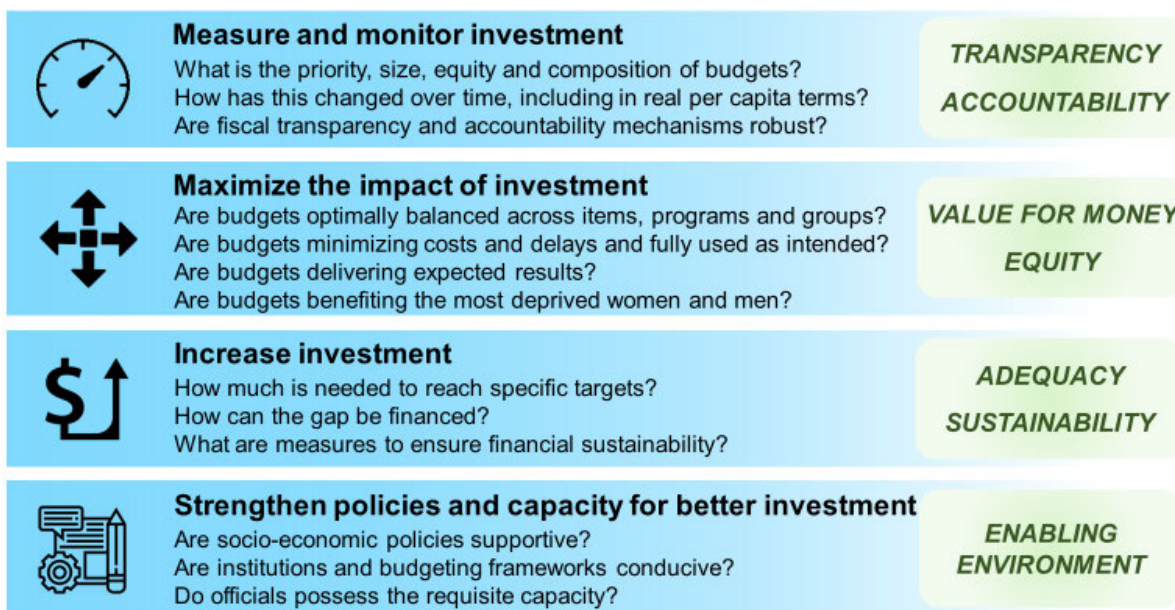 Measure and monitor investment
What is the priority, size, equity and composition of budgets?
How has this changed over time, including in real per capita terms?
Are fiscal transparency and accountability mechanisms robust?
TRANSPARENCY
ACCOUNTABILITY
Maximize the impact of investment
Are budgets optimally balanced across items, programs and groups?
Are budgets minimizing costs and delays and fully used as intended?
Are budgets delivering expected results?
Are budgets benefiting the most deprived women and men?
VALUE FOR MONEY
EQUITY
Increase investment
How much is needed to reach specific targets?
How can the gap be financed?
What are measures to ensure financial sustainability?
$
ADEQUACY
SUSTAINABILITY
Strengthen policies and capacity for better investment
Are socio-economic policies supportive?
Are institutions and budgeting frameworks conducive?
Do officials possess the requisite capacity?
ENABLING
ENVIRONMENT